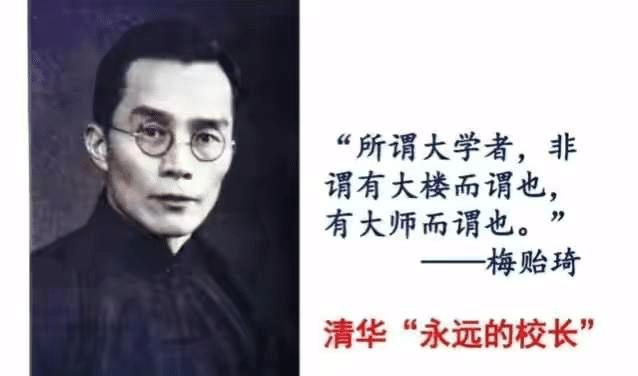 “所谓大学者，非
谓有大楼而谓也，
有大师而谓也。”
——梅贻琦
清华“永远的校长”